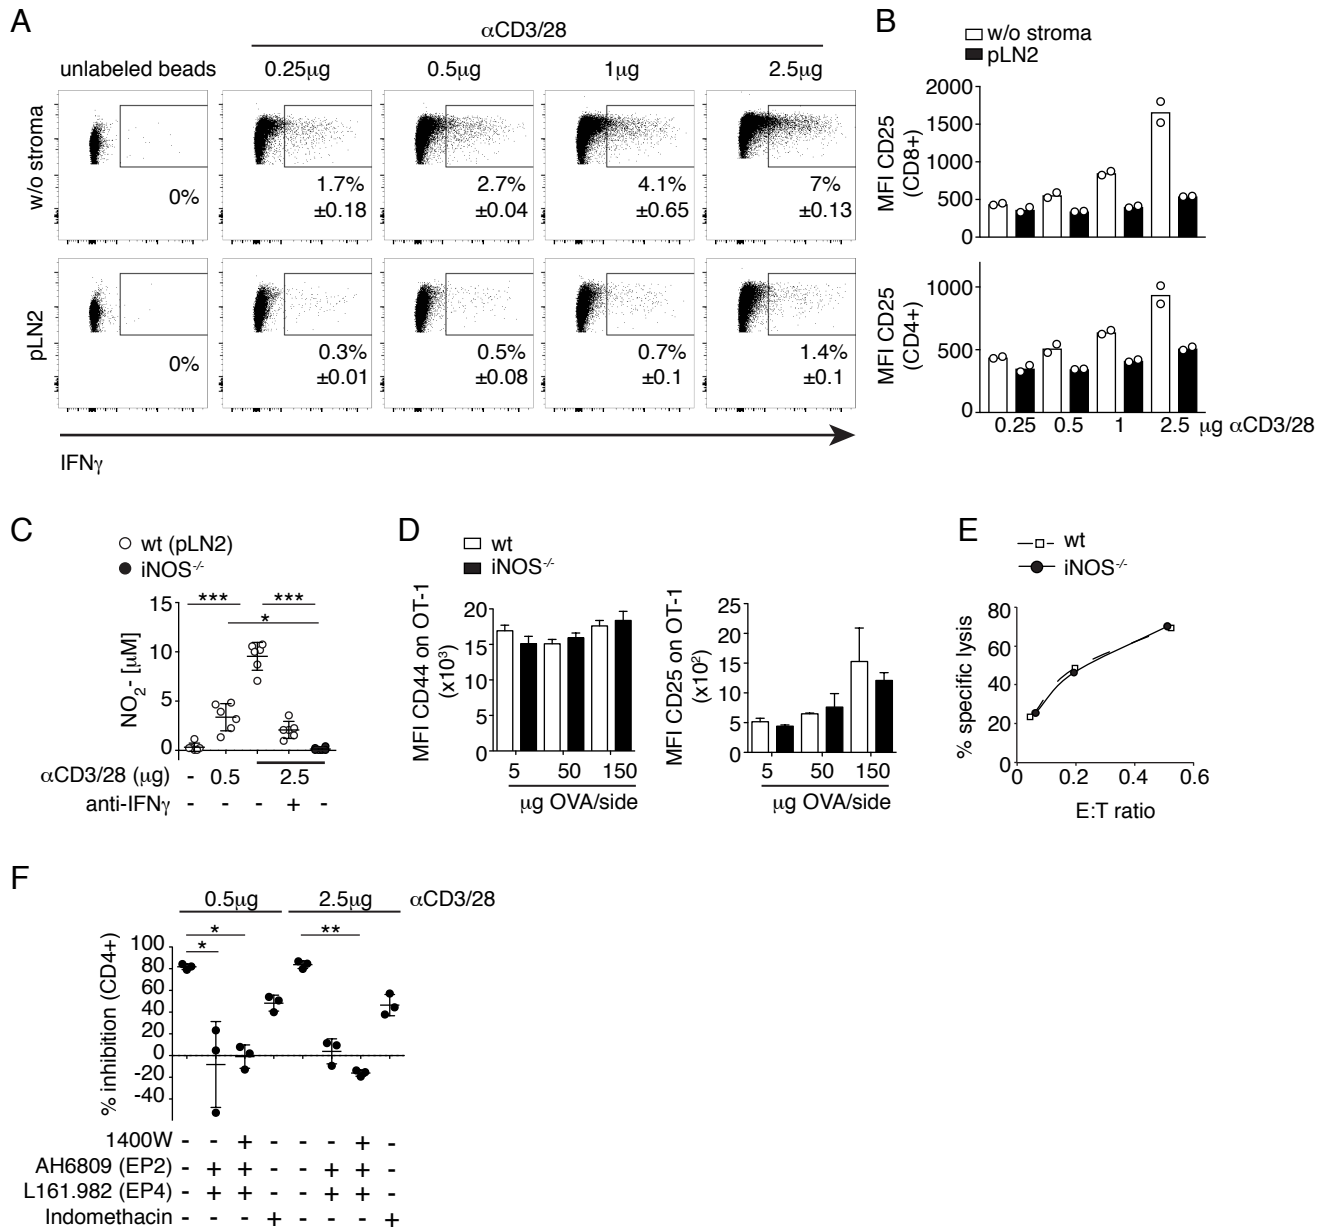 A
αCD3/28
unlabeled beads 0.25μg 0.5μg 1μg 2.5μg
w/o stroma
0% 1.7% 2.7% 4.1% 7%
±0.18 ±0.04 ±0.65 ±0.13
pLN2
0% 0.3% 0.5% 0.7% 1.4%
±0.01 ±0.08 ±0.1 ±0.1
IFNγ
B
w/o stroma
pLN2
MFI CD25
(CD8+)
2000
1500
1000
500
0
MFI CD25
(CD4+)
1000
500
0
0.25 0.5 1 2.5 μg αCD3/28
C
wt (pLN2)
iNOS-/-
*** ***
*
NO2- [μM]
15
10
5
0
αCD3/28 (μg) - 0.5 2.5
anti-IFNγ - - - + -
D
wt
iNOS-/-
MFI CD44 on OT-1
(x10³)
20
15
10
5
0
5 50 150
μg OVA/side
MFI CD25 on OT-1
(x10²)
25
20
15
10
5
0
5 50 150
μg OVA/side
E
wt
iNOS-/-
% specific lysis
80
60
40
20
0
0 0.2 0.4 0.6
E:T ratio
F
0.5μg 2.5μg αCD3/28
* **
*
% inhibition (CD4+)
100
80
60
40
20
0
-20
-40
1400W - - + - - - + -
AH6809 (EP2) - + + - - + + -
L161.982 (EP4) - + + - - + + -
Indomethacin - - - + - - - +